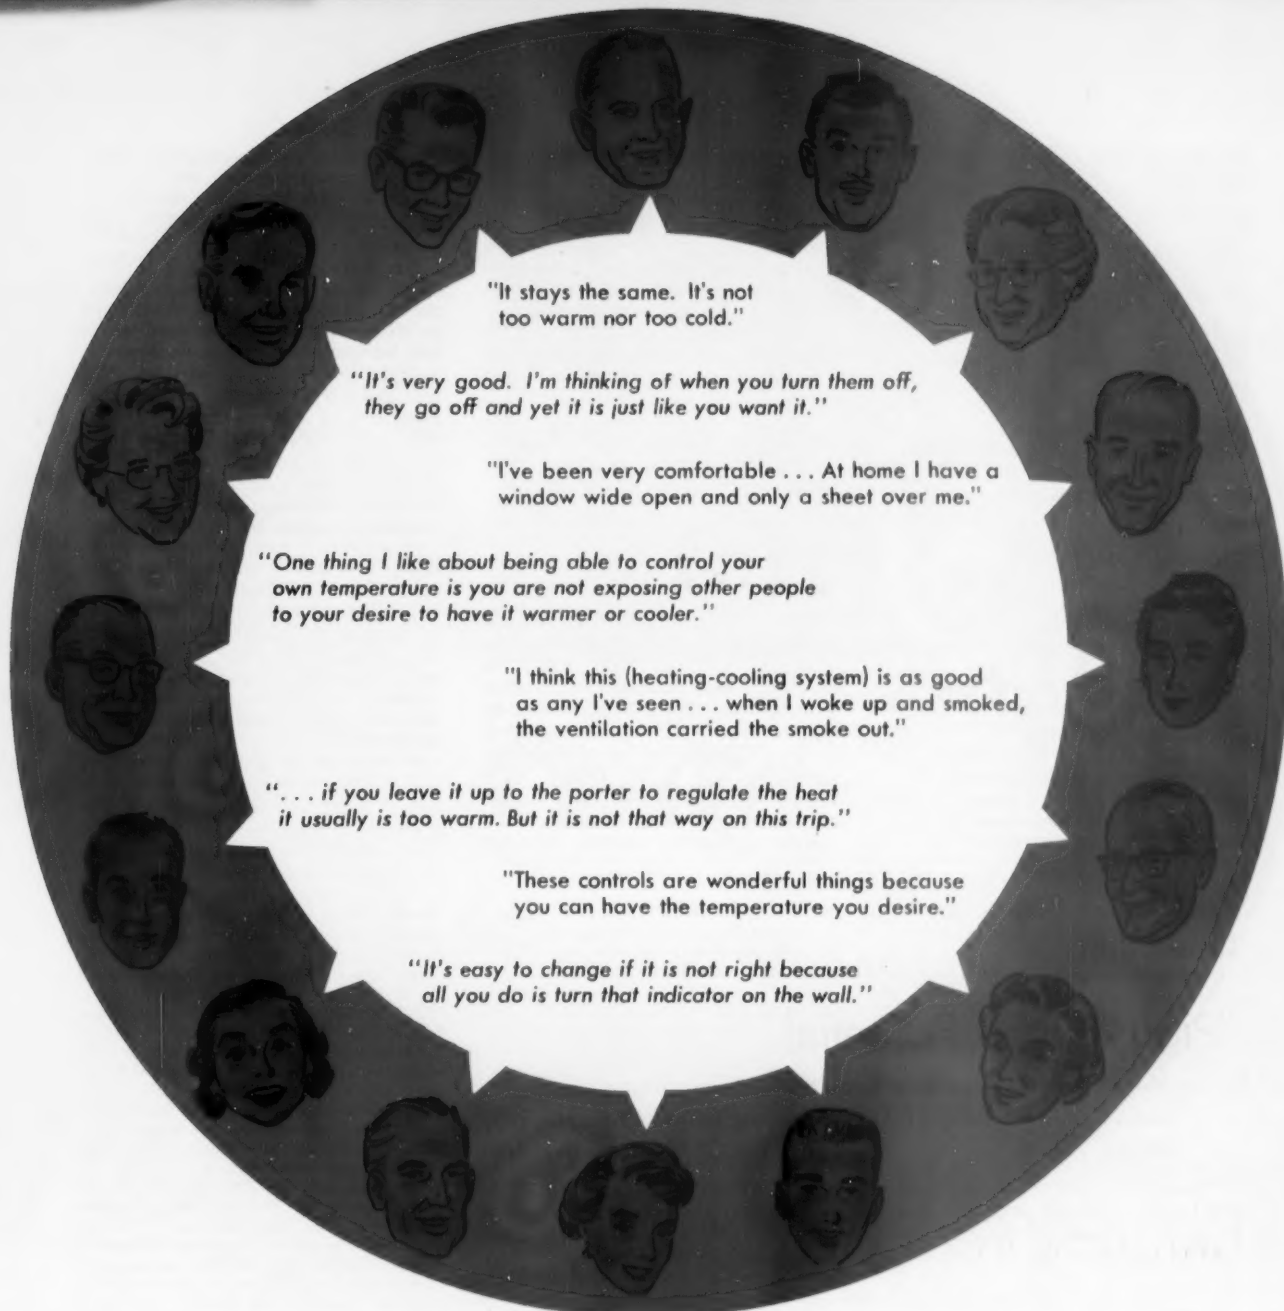 "It stays the same. It's not
too warm nor too cold."
"It's very good. I'm thinking of when you turn them off,
they go off and yet it is just like you want it."
"I've been very comfortable . . . At home I have a
window wide open and only a sheet over me."
"One thing I like about being able to control your
own temperature is you are not exposing other people
to your desire to have it warmer or cooler."
"I think this (heating-cooling system) is as good
as any I've seen . . . when I woke up and smoked,
the ventilation carried the smoke out."
". . . if you leave it up to the porter to regulate the heat
it usually is too warm. But it is not that way on this trip."
"These controls are wonderful things because
you can have the temperature you desire."
"It's easy to change if it is not right because
all you do is turn that indicator on the wall."